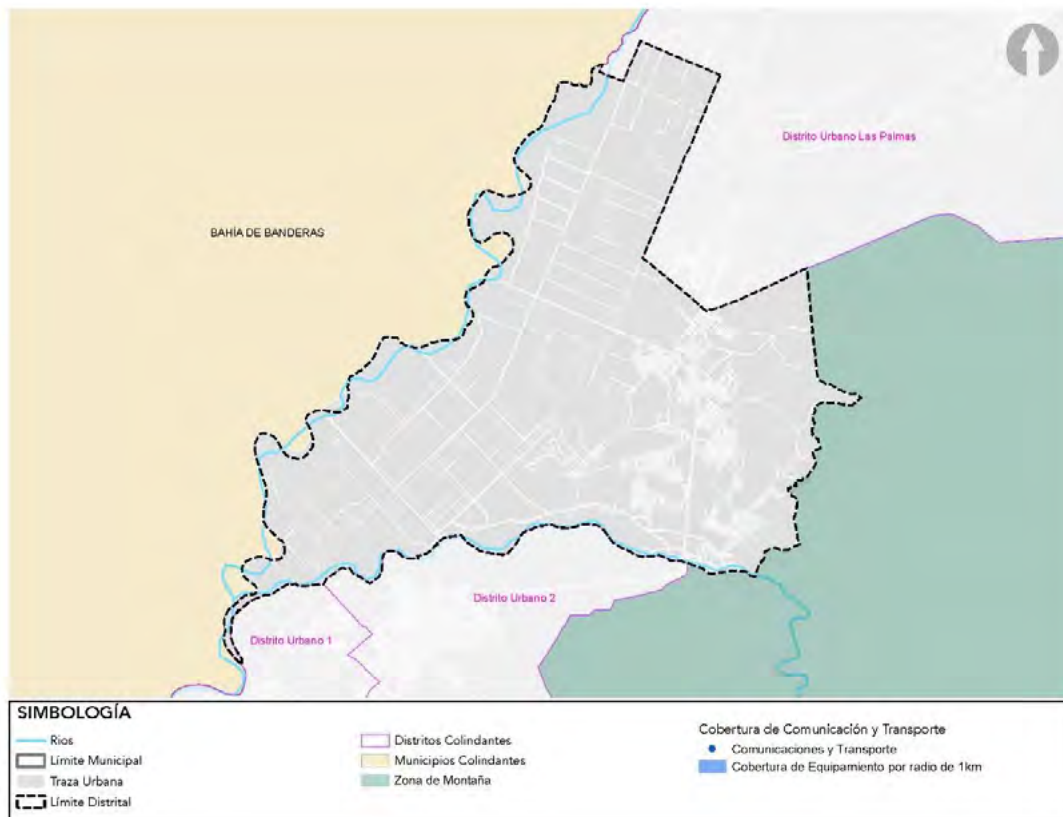 Distrito Urbano Las Palmas
BAHÍA DE BANDERAS
Distrito Urbano 2
Distrito Urbano 1
SIMBOLOGÍA
Rios
Límite Municipal
Traza Urbana
Límite Distrital
Distritos Colindantes
Municipios Colindantes
Zona de Montaña
Cobertura de Comunicación y Transporte
Comunicaciones y Transporte
Cobertura de Equipamiento por radio de 1km